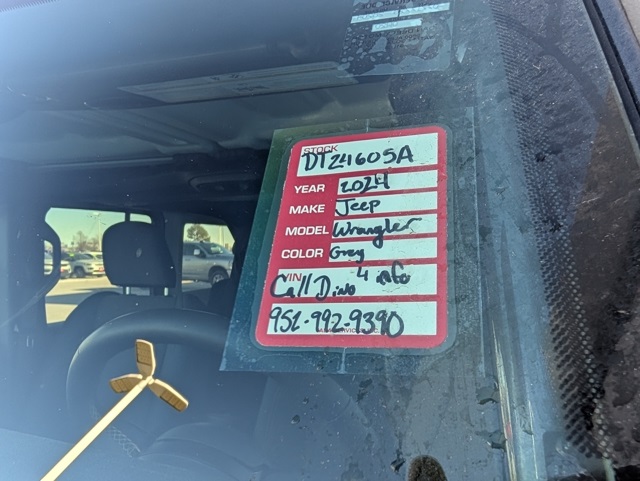 STOCK DT24605A
YEAR 2024
MAKE Jeep
MODEL Wrangler
COLOR Grey
VIN Call Dino 4 info
951-992-9390